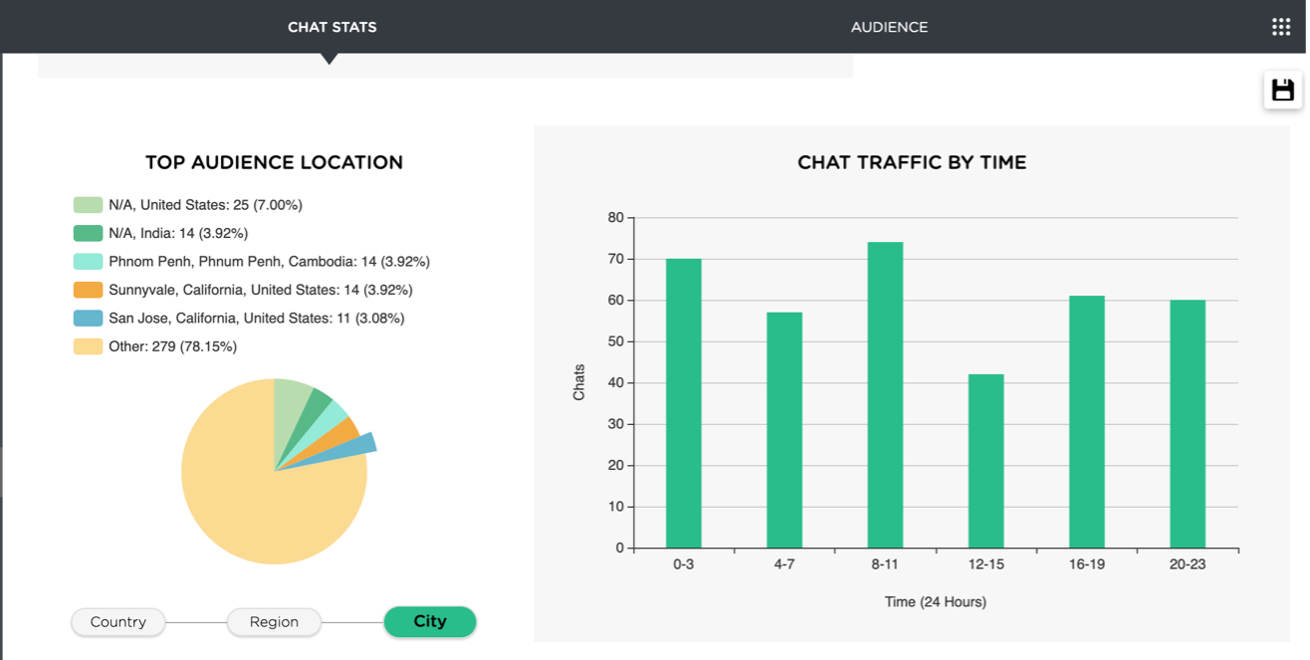 CHAT STATS
AUDIENCE
TOP AUDIENCE LOCATION
N/A, United States: 25 (7.00%)
N/A, India: 14 (3.92%)
Phnom Penh, Phnum Penh, Cambodia: 14 (3.92%)
Sunnyvale, California, United States: 14 (3.92%)
San Jose, California, United States: 11 (3.08%)
Other: 279 (78.15%)
Country
Region
City
CHAT TRAFFIC BY TIME
80
70
60
50
40
30
20
10
0
Chats
0-3
4-7
8-11
12-15
16-19
20-23
Time (24 Hours)